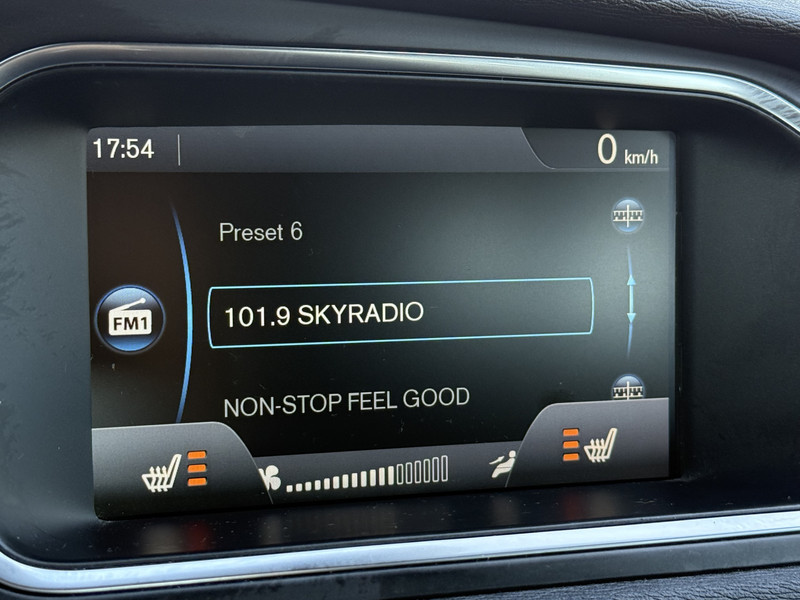 17:54
0 km/h
Preset 6
FM1
101.9 SKYRADIO
NON-STOP FEEL GOOD